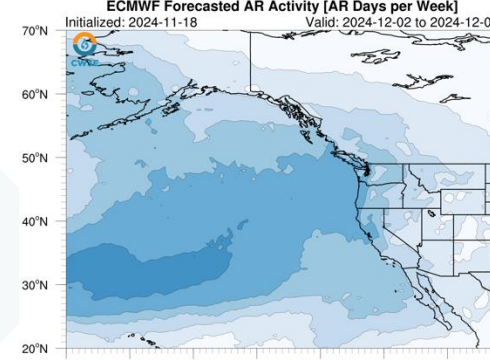 ECMWF Forecasted AR Activity [AR Days per Week]
Initialized: 2024-11-18 Valid: 2024-12-02 to 2024-12-0
70°N
CW3E
60°N
50°N
40°N
30°N
20°N